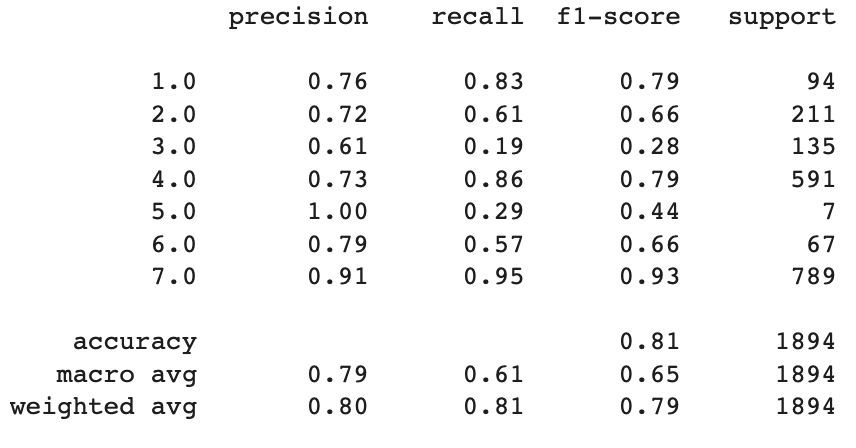 precision recall f1-score support
1.0 0.76 0.83 0.79 94
2.0 0.72 0.61 0.66 211
3.0 0.61 0.19 0.28 135
4.0 0.73 0.86 0.79 591
5.0 1.00 0.29 0.44 7
6.0 0.79 0.57 0.66 67
7.0 0.91 0.95 0.93 789
accuracy 0.81 1894
macro avg 0.79 0.61 0.65 1894
weighted avg 0.80 0.81 0.79 1894